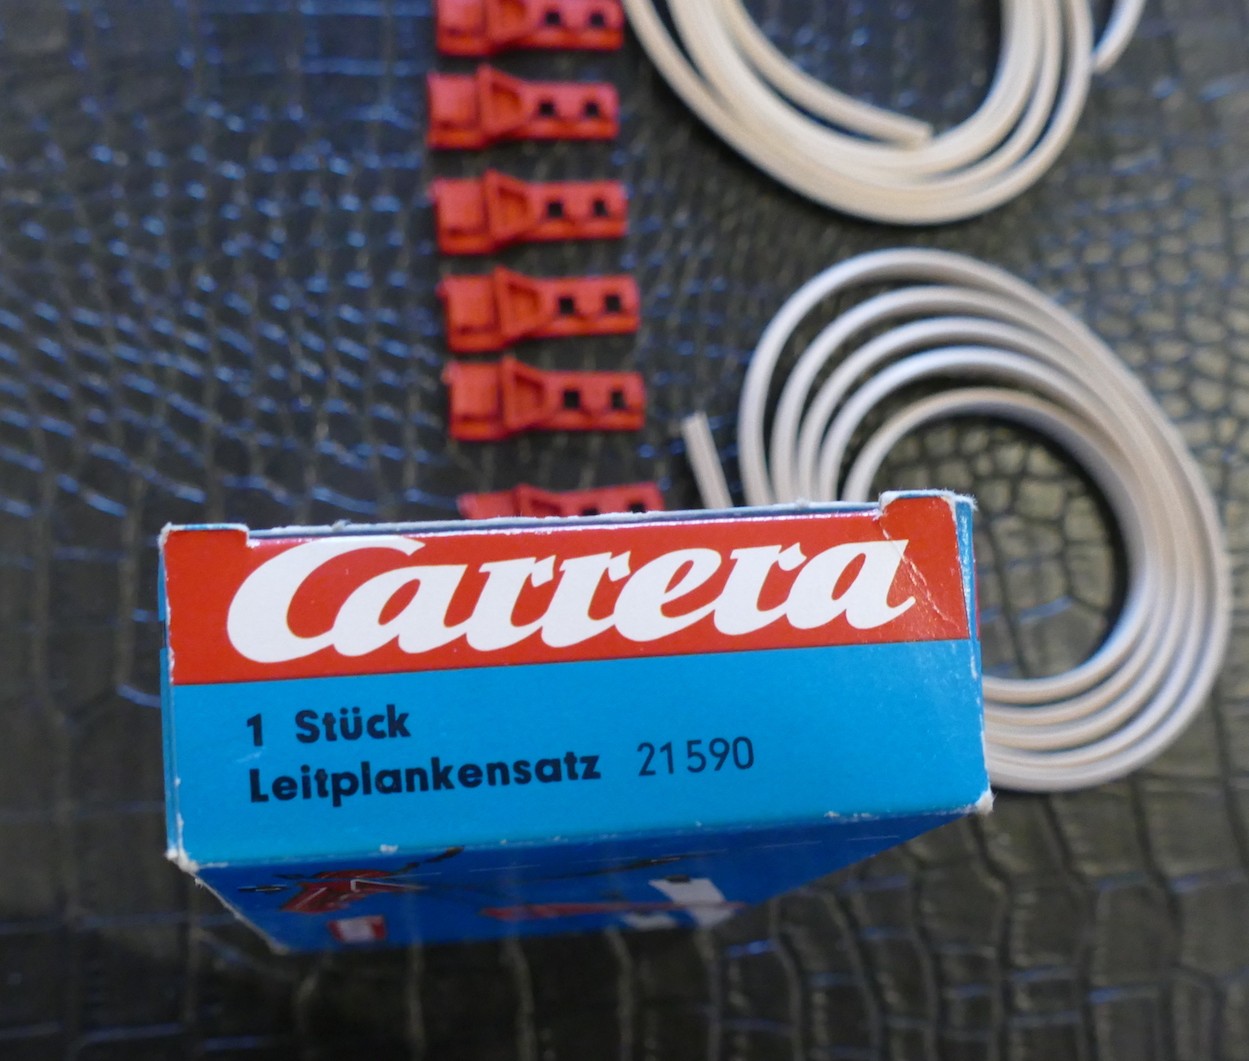 Carrera
1 Stück
Leitplankensatz 21590